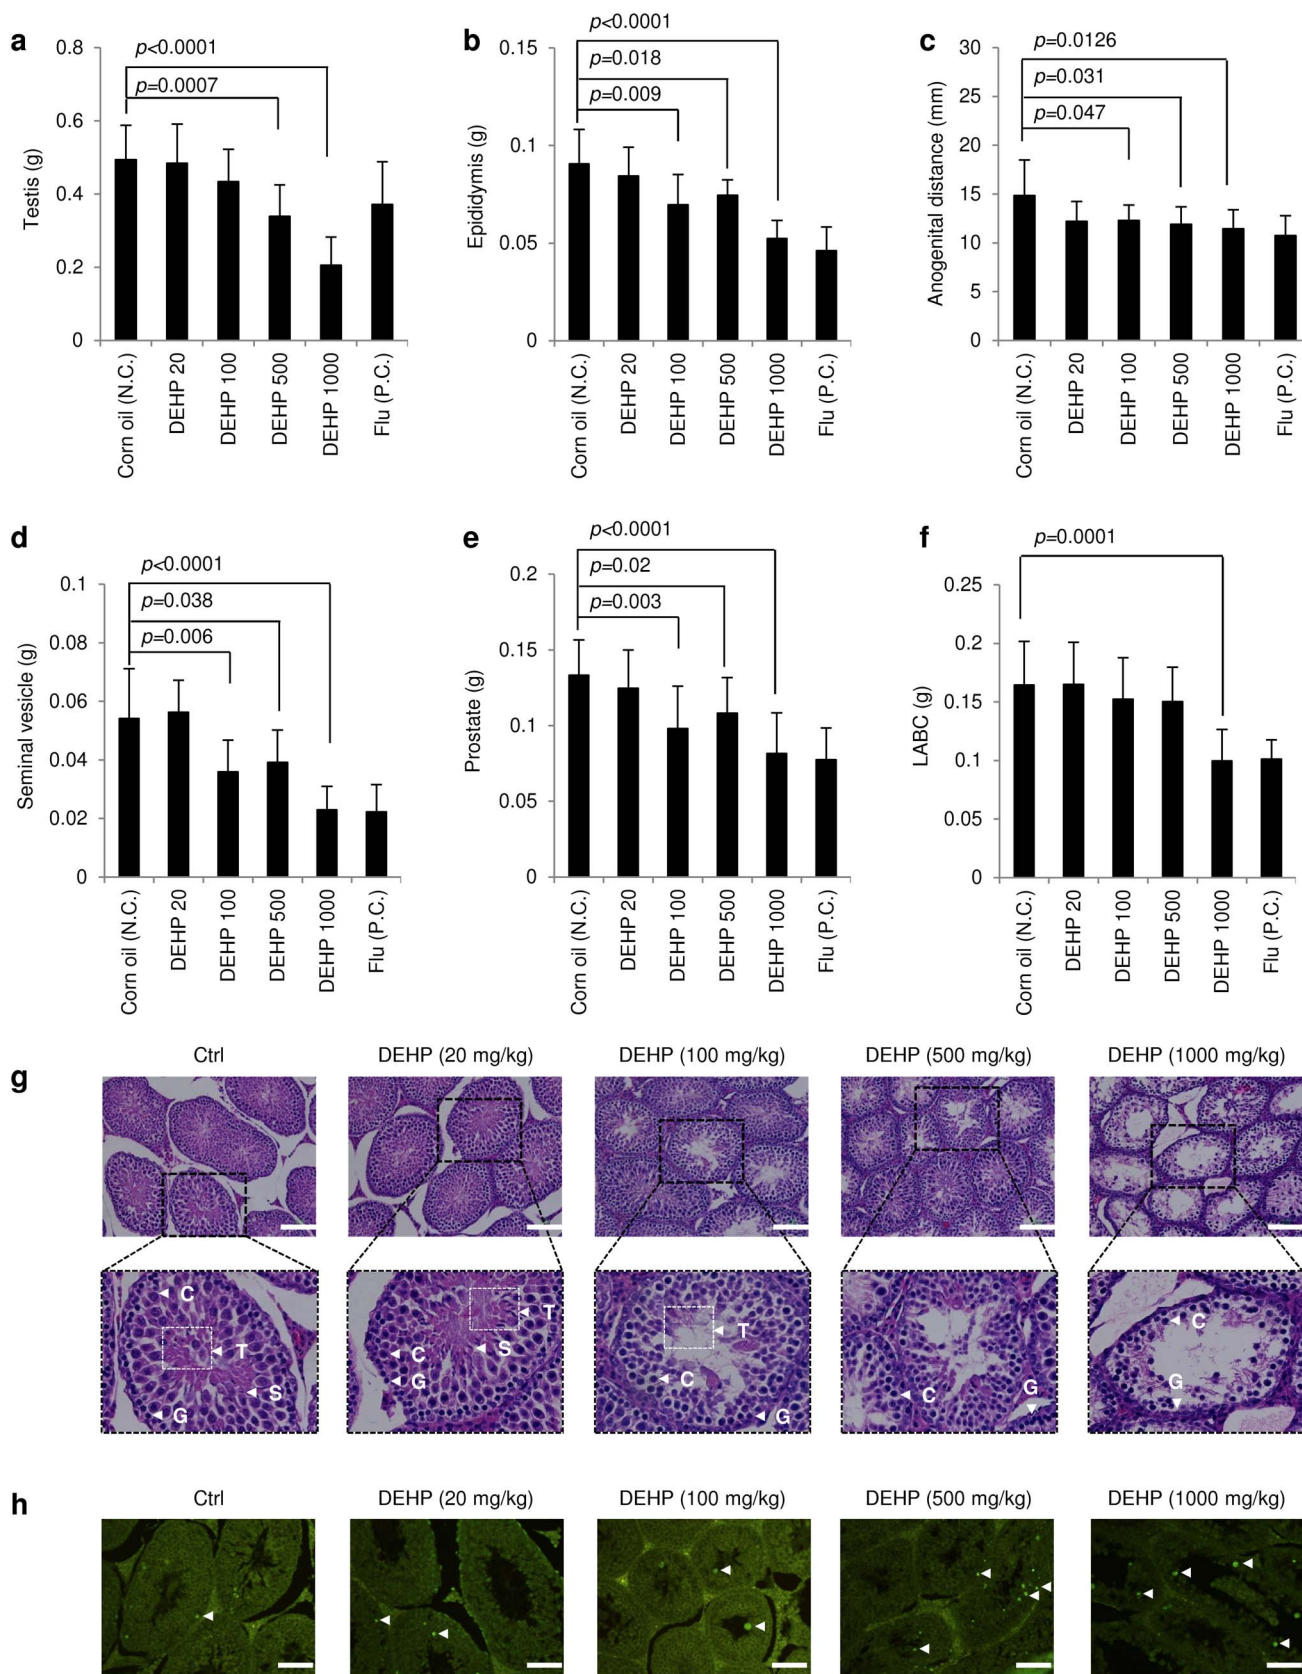 a
p<0.0001
p=0.0007
Testis (g)
0.8
0.6
0.4
0.2
0
Corn oil (N.C.)
DEHP 20
DEHP 100
DEHP 500
DEHP 1000
Flu (P.C.)
b
p<0.0001
p=0.018
p=0.009
Epididymis (g)
0.15
0.1
0.05
0
Corn oil (N.C.)
DEHP 20
DEHP 100
DEHP 500
DEHP 1000
Flu (P.C.)
c
p=0.0126
p=0.031
p=0.047
Anogenital distance (mm)
30
25
20
15
10
5
0
Corn oil (N.C.)
DEHP 20
DEHP 100
DEHP 500
DEHP 1000
Flu (P.C.)
d
p<0.0001
p=0.038
p=0.006
Seminal vesicle (g)
0.1
0.08
0.06
0.04
0.02
0
Corn oil (N.C.)
DEHP 20
DEHP 100
DEHP 500
DEHP 1000
Flu (P.C.)
e
p<0.0001
p=0.02
p=0.003
Prostate (g)
0.2
0.15
0.1
0.05
0
Corn oil (N.C.)
DEHP 20
DEHP 100
DEHP 500
DEHP 1000
Flu (P.C.)
f
p=0.0001
LABC (g)
0.25
0.2
0.15
0.1
0.05
0
Corn oil (N.C.)
DEHP 20
DEHP 100
DEHP 500
DEHP 1000
Flu (P.C.)
g
Ctrl
DEHP (20 mg/kg)
DEHP (100 mg/kg)
DEHP (500 mg/kg)
DEHP (1000 mg/kg)
C
T
S
G
T
S
C
G
T
C
G
C
G
C
G
h
Ctrl
DEHP (20 mg/kg)
DEHP (100 mg/kg)
DEHP (500 mg/kg)
DEHP (1000 mg/kg)